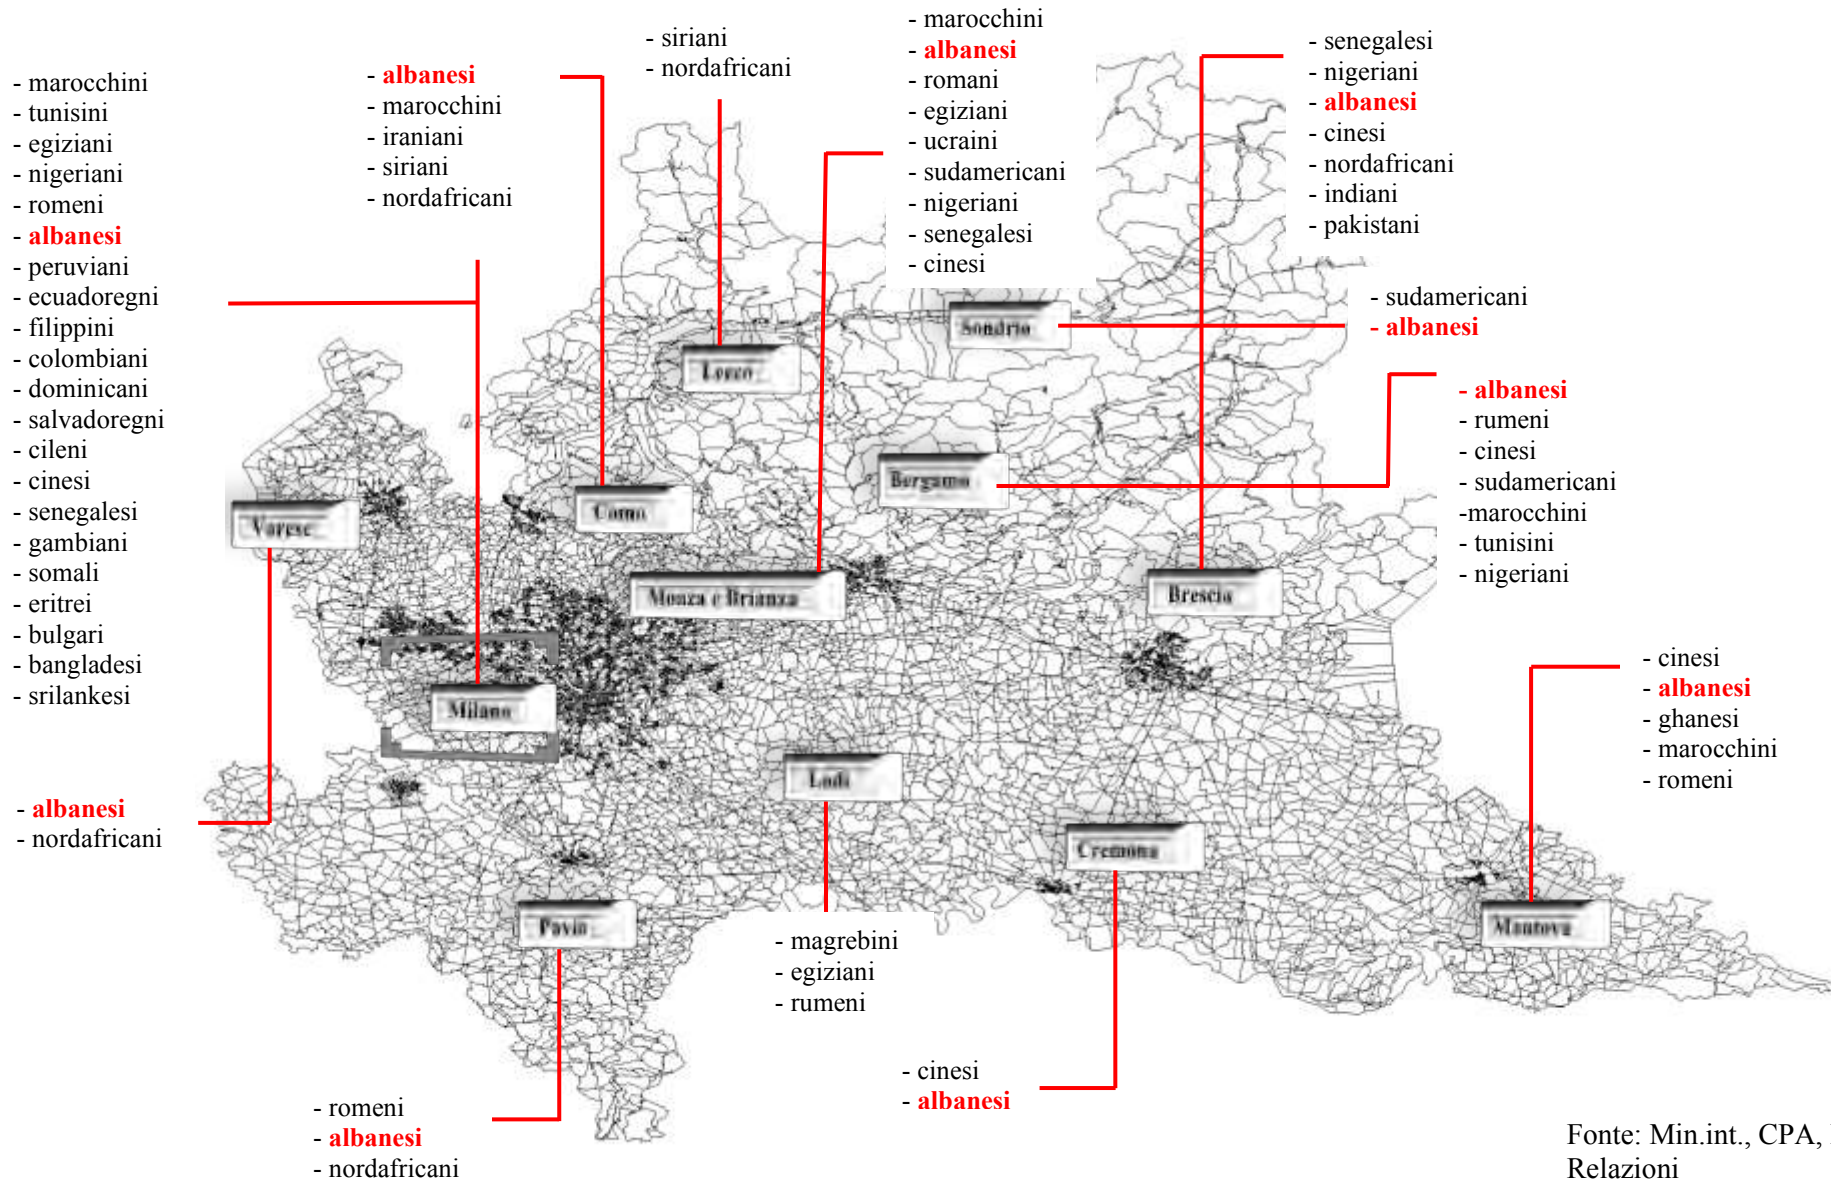 - marocchini
- tunisini
- egiziani
- nigeriani
- romeni
- albanesi
- peruviani
- ecuadoregni
- filippini
- colombiani
- dominicani
- salvadoregni
- cileni
- cinesi
- senegalesi
- gambiani
- somali
- eritrei
- bulgari
- bangladesi
- srilankesi
- albanesi
- marocchini
- iraniani
- siriani
- nordafricani
- siriani
- nordafricani
- marocchini
- albanesi
- romani
- egiziani
- ucraini
- sudamericani
- nigeriani
- senegalesi
- cinesi
- senegalesi
- nigeriani
- albanesi
- cinesi
- nordafricani
- indiani
- pakistani
- sudamericani
- albanesi
- albanesi
- rumeni
- cinesi
- sudamericani
-marocchini
- tunisini
- nigeriani
Sondrio
Lecco
Bergamo
Como
Varese
Monza e Brianza
Brescia
Milano
Lodi
Cremona
Pavia
Mantova
- cinesi
- albanesi
- ghanesi
- marocchini
- romeni
- albanesi
- nordafricani
- magrebini
- egiziani
- rumeni
- cinesi
- albanesi
- romeni
- albanesi
- nordafricani
Fonte: Min.int., CPA,
Relazioni